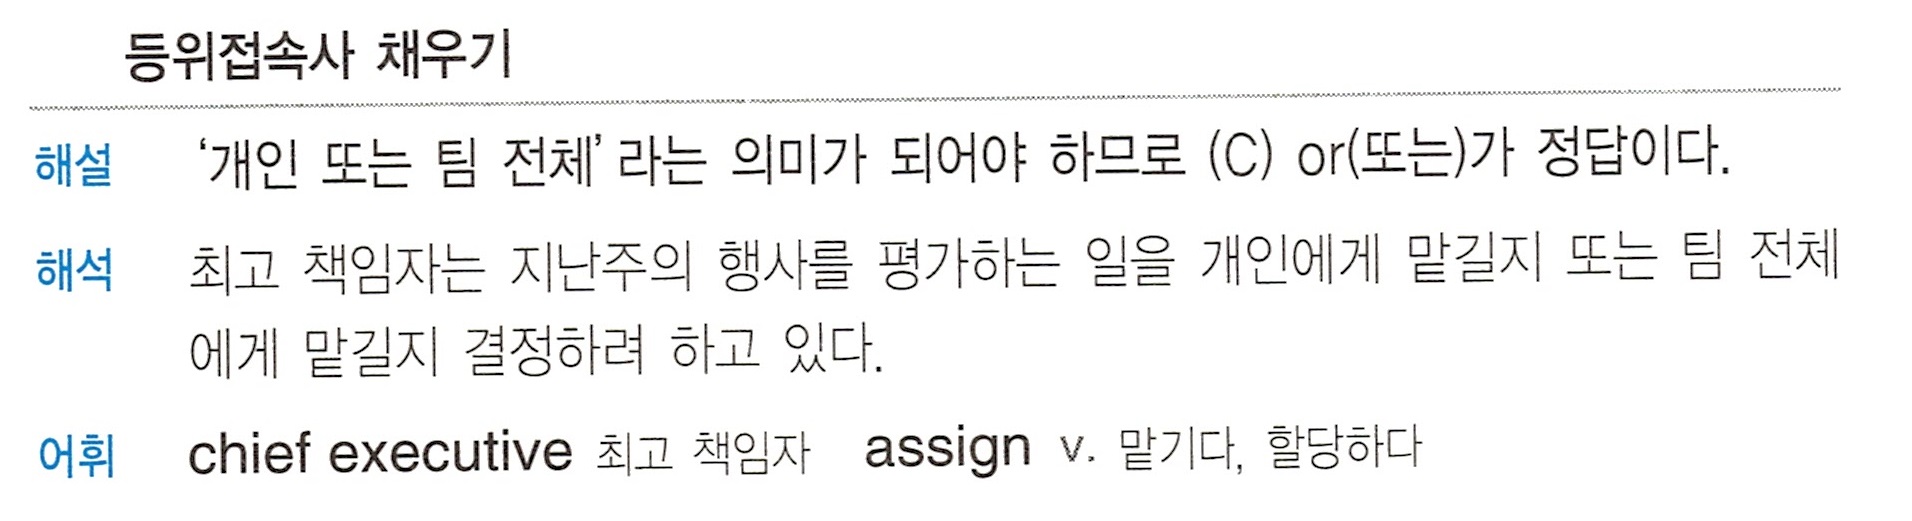 등위접속사 채우기
해설 '개인 또는 팀 전체'라는 의미가 되어야 하므로 (C) or(또는)가 정답이다.
해석 최고 책임자는 지난주의 행사를 평가하는 일을 개인에게 맡길지 또는 팀 전체
에게 맡길지 결정하려 하고 있다.
어휘 chief executive 최고 책임자 assign v. 맡기다, 할당하다